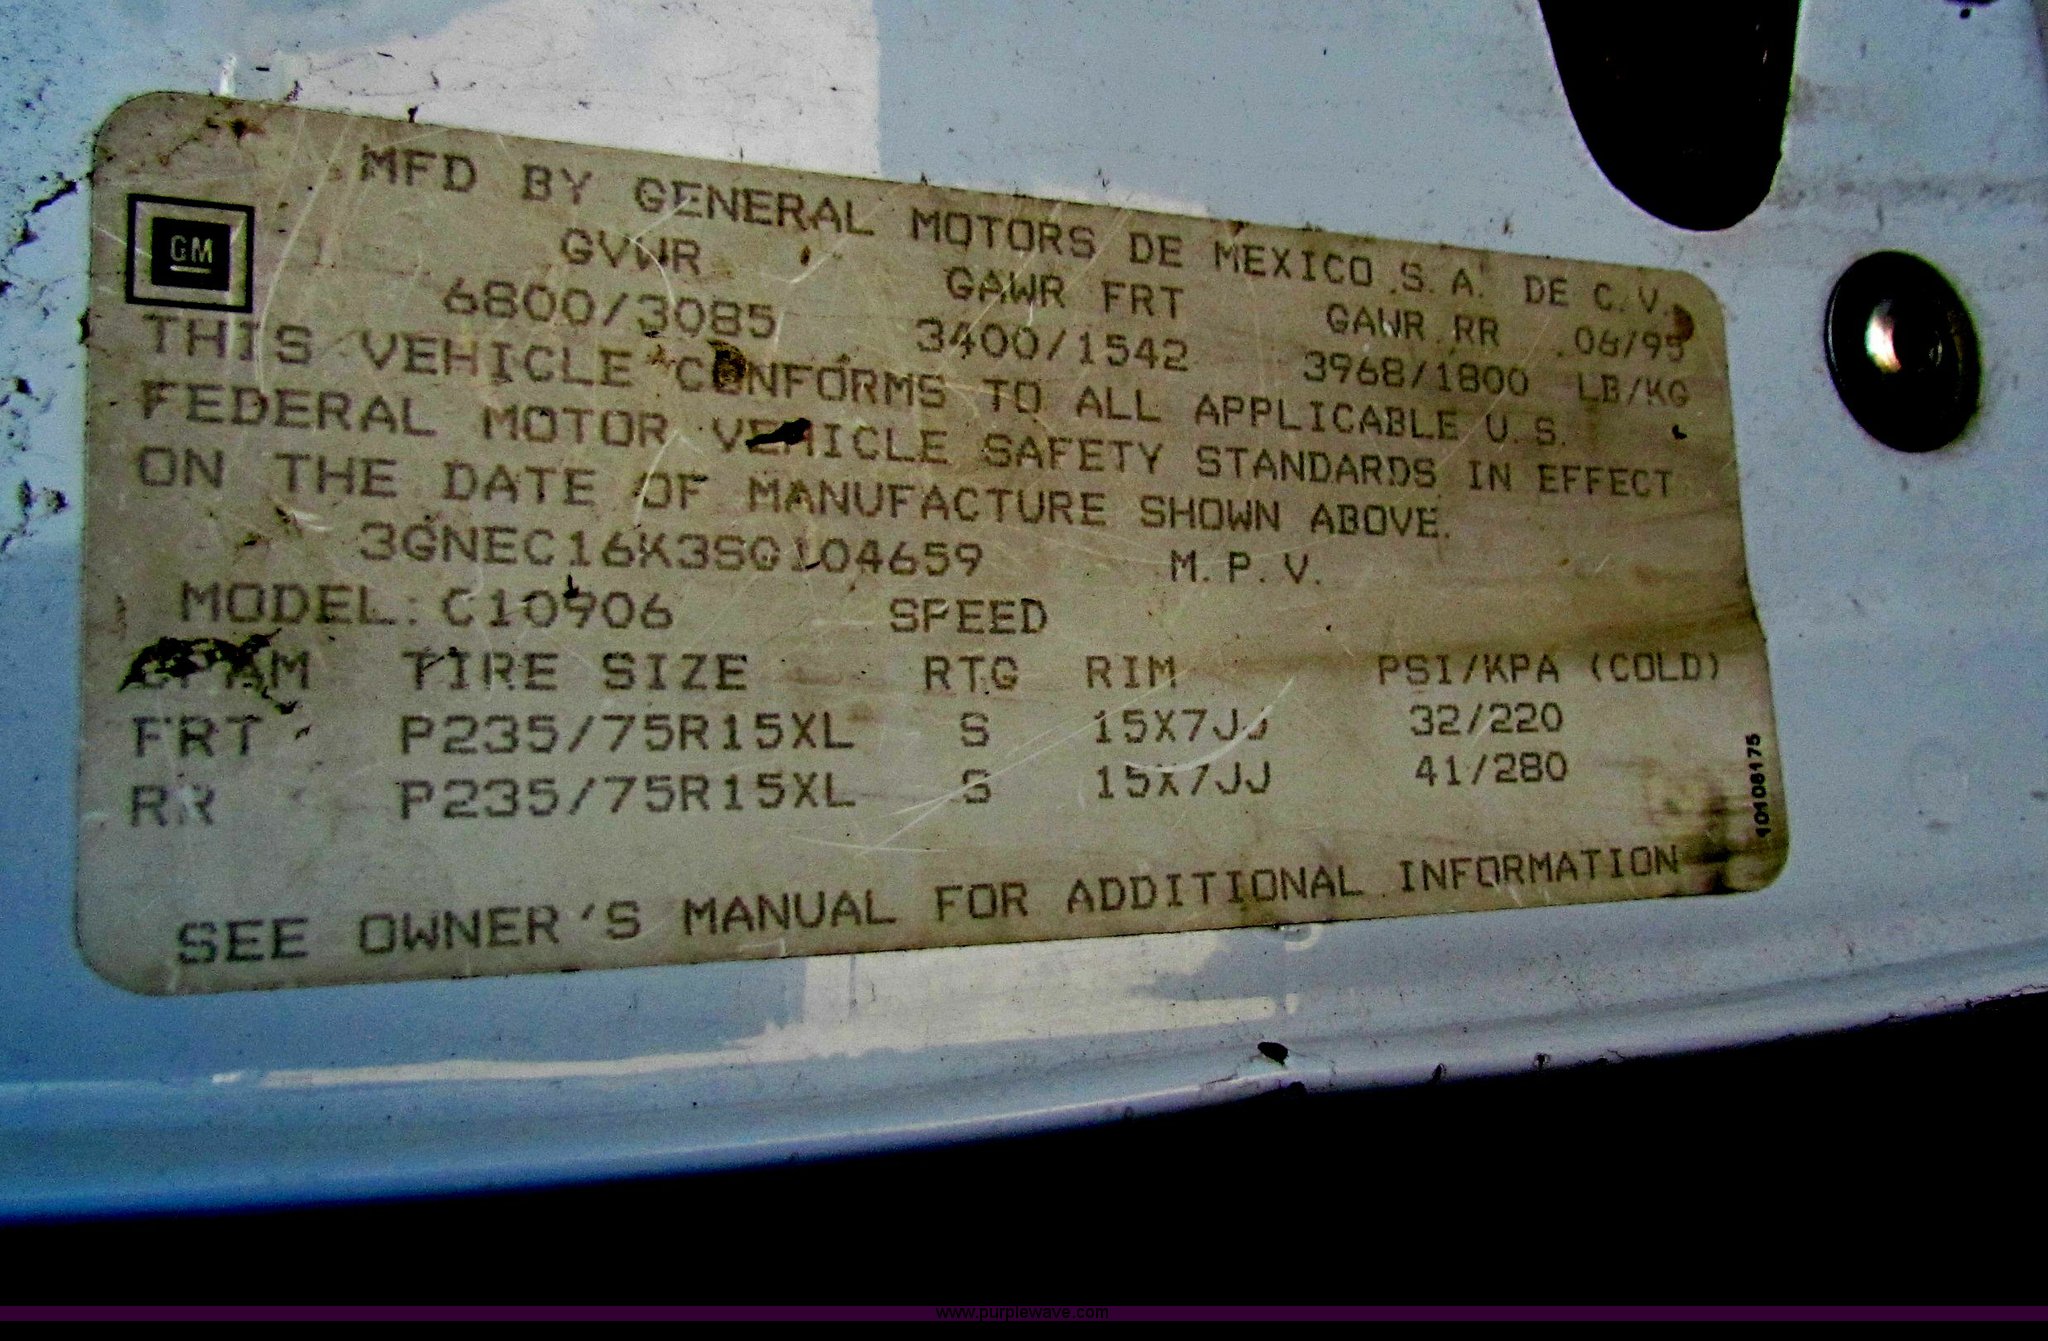 MFD BY GENERAL MOTORS DE MEXICO S.A. DE C.V.
GM
GVWR GAWR FRT GAWR RR 06/95
6800/3085 3400/1542 3968/1800 LB/KG
THIS VEHICLE CONFORMS TO ALL APPLICABLE U.S.
FEDERAL MOTOR VEHICLE SAFETY STANDARDS IN EFFECT
ON THE DATE OF MANUFACTURE SHOWN ABOVE.
3GNEC16K3SG104659 M.P.V.
MODEL: C10906 SPEED
TIRE SIZE RTG RIM PSI/KPA (COLD)
FRT P235/75R15XL S 15X7JJ 32/220
RR P235/75R15XL S 15X7JJ 41/280
SEE OWNER'S MANUAL FOR ADDITIONAL INFORMATION
10108175
www.purplewave.com